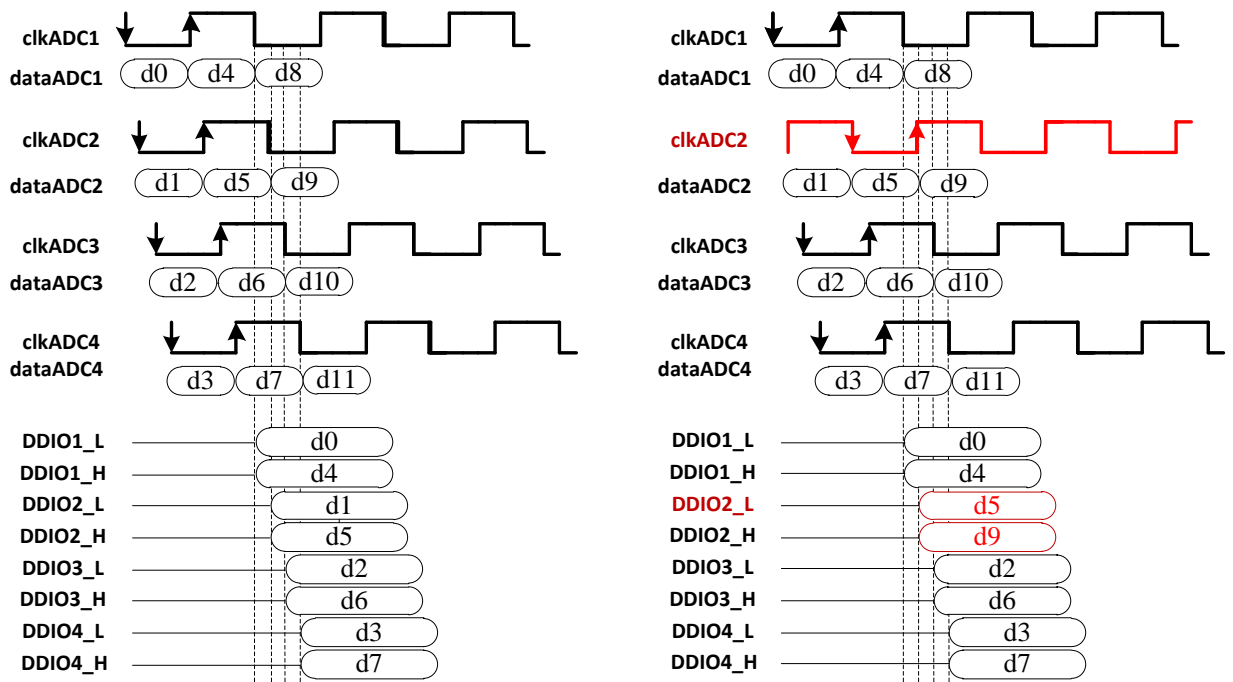 clkADC1
dataADC1 d0 d4 d8
clkADC2
dataADC2 d1 d5 d9
clkADC3
dataADC3 d2 d6 d10
clkADC4
dataADC4 d3 d7 d11
DDIO1_L d0
DDIO1_H d4
DDIO2_L d1
DDIO2_H d5
DDIO3_L d2
DDIO3_H d6
DDIO4_L d3
DDIO4_H d7
clkADC1
dataADC1 d0 d4 d8
clkADC2
dataADC2 d1 d5 d9
clkADC3
dataADC3 d2 d6 d10
clkADC4
dataADC4 d3 d7 d11
DDIO1_L d0
DDIO1_H d4
DDIO2_L d5
DDIO2_H d9
DDIO3_L d2
DDIO3_H d6
DDIO4_L d3
DDIO4_H d7